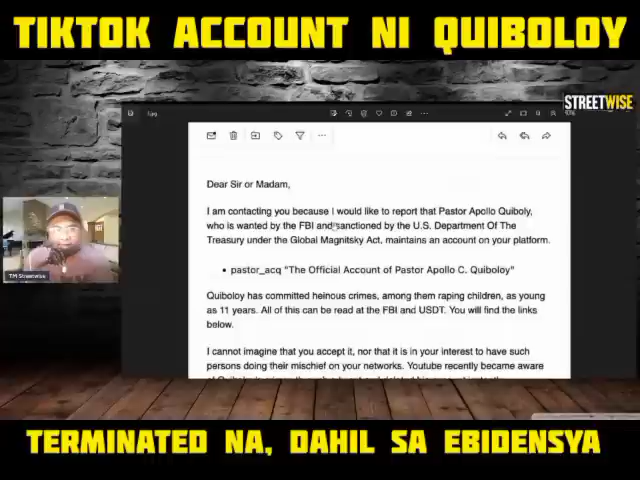 TIKTOK ACCOUNT NI QUIBOLOY
STREETWISE
Dear Sir or Madam,
I am contacting you because I would like to report that Pastor Apollo Quiboly,
who is wanted by the FBI and sanctioned by the U.S. Department Of The
Treasury under the Global Magnitsky Act, maintains an account on your platform.
• pastor_acq "The Official Account of Pastor Apollo C. Quiboloy"
Quiboloy has committed heinous crimes, among them raping children, as young
as 11 years. All of this can be read at the FBI and USDT. You will find the links
below.
I cannot imagine that you accept it, nor that it is in your interest to have such
persons doing their mischief on your networks. Youtube recently became aware
TM Streetwise
TERMINATED NA, DAHIL SA EBIDENSYA